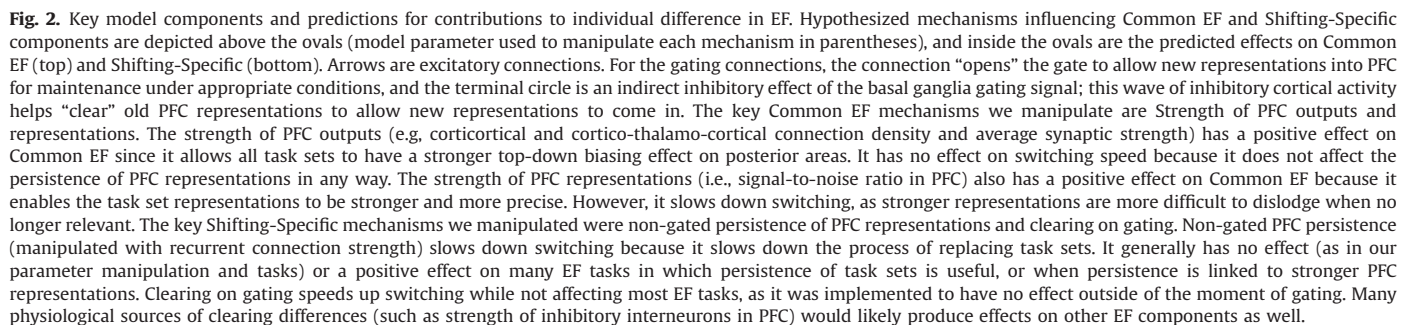 Fig. 2. Key model components and predictions for contributions to individual difference in EF. Hypothesized mechanisms influencing Common EF and Shifting-Specific
components are depicted above the ovals (model parameter used to manipulate each mechanism in parentheses), and inside the ovals are the predicted effects on Common
EF (top) and Shifting-Specific (bottom). Arrows are excitatory connections. For the gating connections, the connection “opens” the gate to allow new representations into PFC
for maintenance under appropriate conditions, and the terminal circle is an indirect inhibitory effect of the basal ganglia gating signal; this wave of inhibitory cortical activity
helps “clear” old PFC representations to allow new representations to come in. The key Common EF mechanisms we manipulate are Strength of PFC outputs and
representations. The strength of PFC outputs (e.g, corticortical and cortico-thalamo-cortical connection density and average synaptic strength) has a positive effect on
Common EF since it allows all task sets to have a stronger top-down biasing effect on posterior areas. It has no effect on switching speed because it does not affect the
persistence of PFC representations in any way. The strength of PFC representations (i.e., signal-to-noise ratio in PFC) also has a positive effect on Common EF because it
enables the task set representations to be stronger and more precise. However, it slows down switching, as stronger representations are more difficult to dislodge when no
longer relevant. The key Shifting-Specific mechanisms we manipulated were non-gated persistence of PFC representations and clearing on gating. Non-gated PFC persistence
(manipulated with recurrent connection strength) slows down switching because it slows down the process of replacing task sets. It generally has no effect (as in our
parameter manipulation and tasks) or a positive effect on many EF tasks in which persistence of task sets is useful, or when persistence is linked to stronger PFC
representations. Clearing on gating speeds up switching while not affecting most EF tasks, as it was implemented to have no effect outside of the moment of gating. Many
physiological sources of clearing differences (such as strength of inhibitory interneurons in PFC) would likely produce effects on other EF components as well.